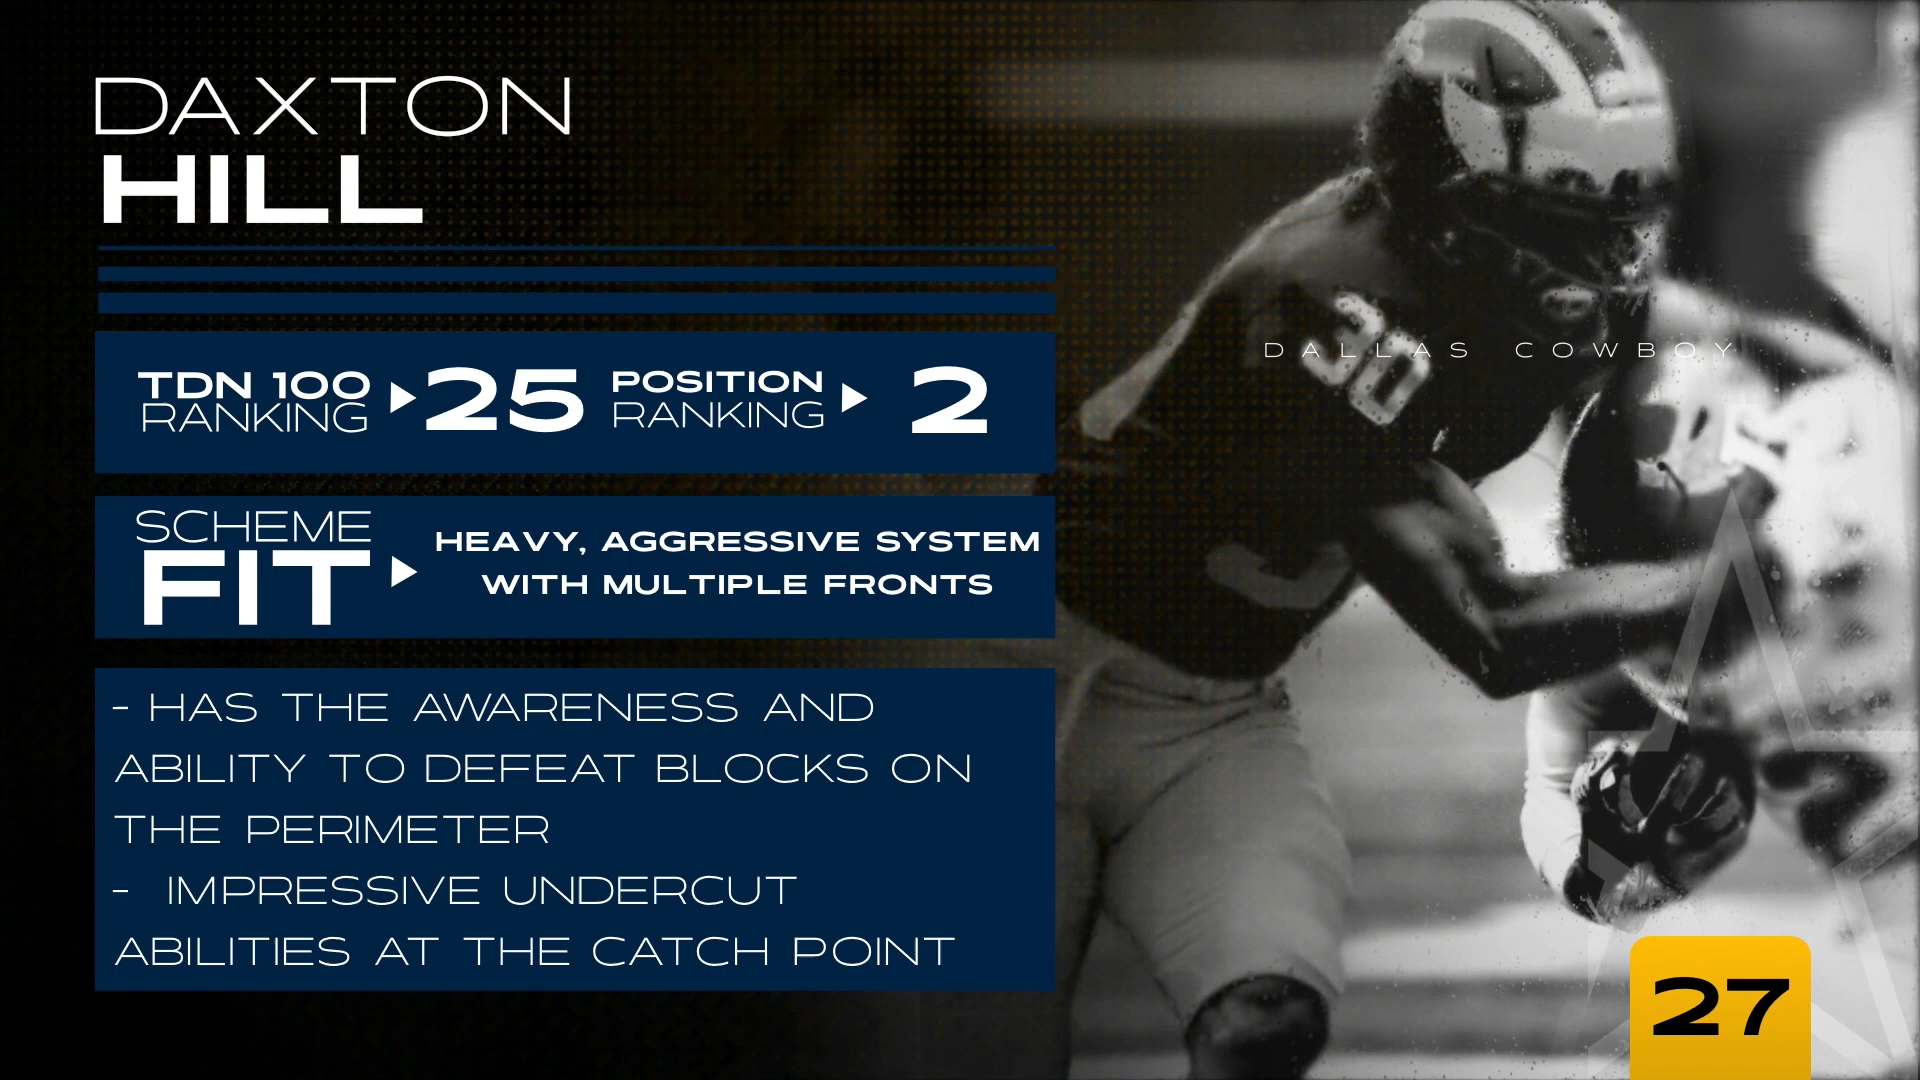 DAXTON
HILL
TDN 100
RANKING
25
POSITION
RANKING
2
SCHEME
FIT
HEAVY, AGGRESSIVE SYSTEM
WITH MULTIPLE FRONTS
- HAS THE AWARENESS AND
ABILITY TO DEFEAT BLOCKS ON
THE PERIMETER
- IMPRESSIVE UNDERCUT
ABILITIES AT THE CATCH POINT
30
DALLAS COWBOY
27